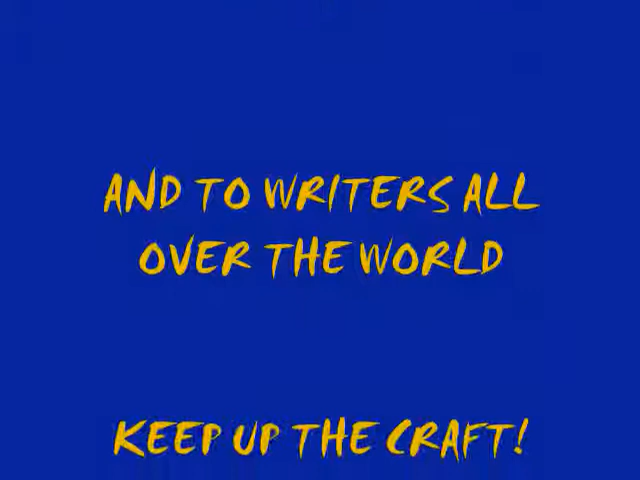 AND TO WRITERS ALL
OVER THE WORLD
KEEP UP THE CRAFT!